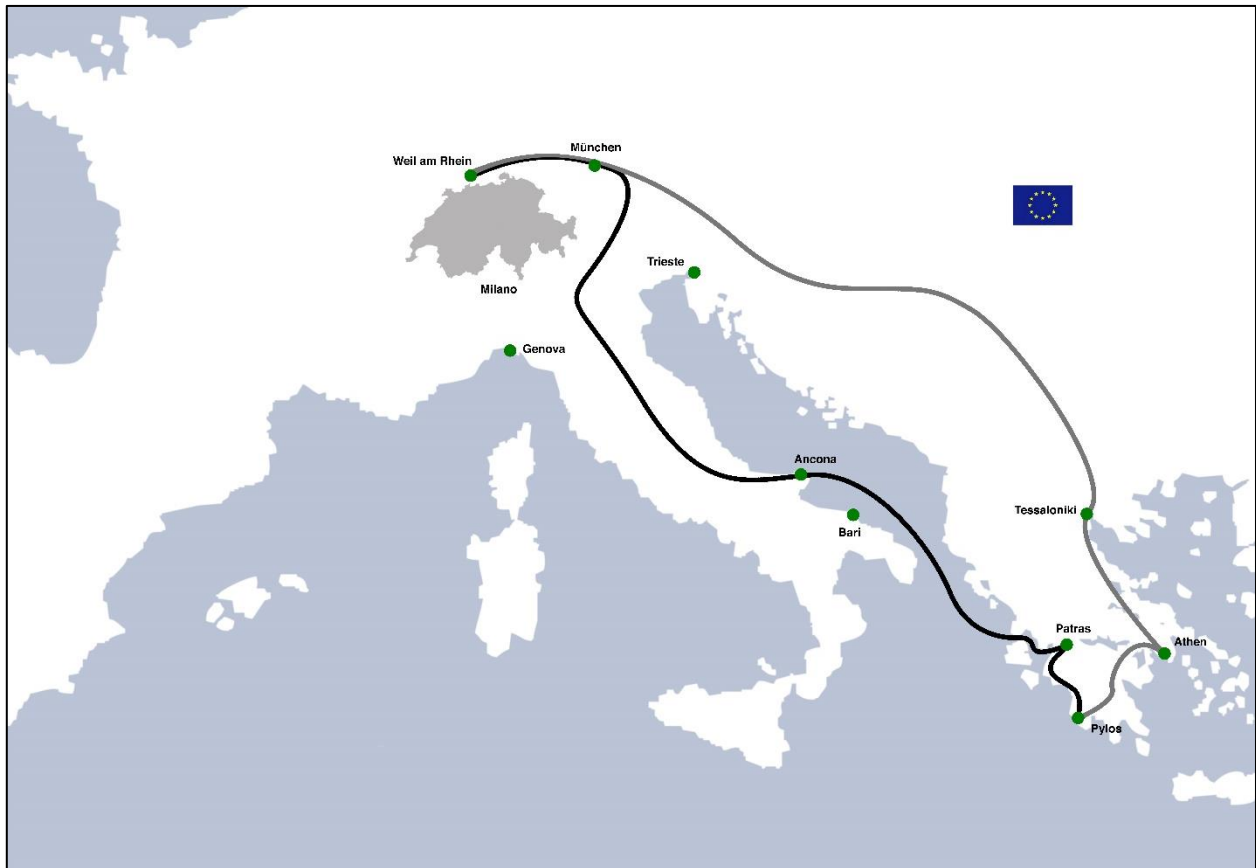 München
Weil am Rhein
Trieste
Milano
Genova
Ancona
Tessaloniki
Bari
Patras
Athen
Pylos